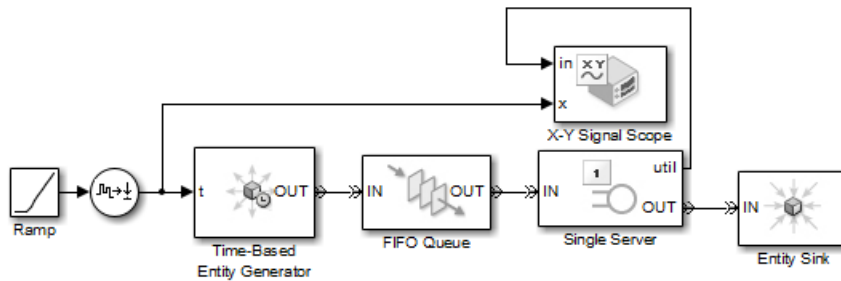 in
XY
x
X-Y Signal Scope
Ramp
t
OUT
Time-Based
Entity Generator
IN
OUT
FIFO Queue
IN
1
util
OUT
Single Server
IN
Entity Sink